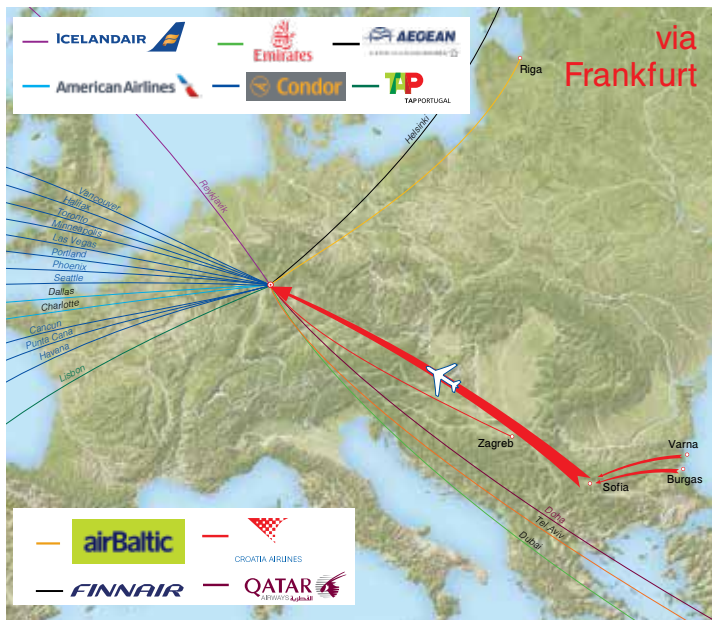 ICELANDAIR
Emirates
AEGEAN
American Airlines
Condor
TAP
TAP PORTUGAL
via
Frankfurt
Riga
Helsinki
Reykjavik
Vancouver
Halifax
Toronto
Minneapolis
Las Vegas
Portland
Phoenix
Seattle
Dallas
Charlotte
Cancun
Punta Cana
Havena
Lisbon
Zagreb
Varna
Burgas
Sofia
Doha
Tel Aviv
Dubai
airBaltic
CROATIA AIRLINES
FINNAIR
QATAR
AIRWAYS القطرية